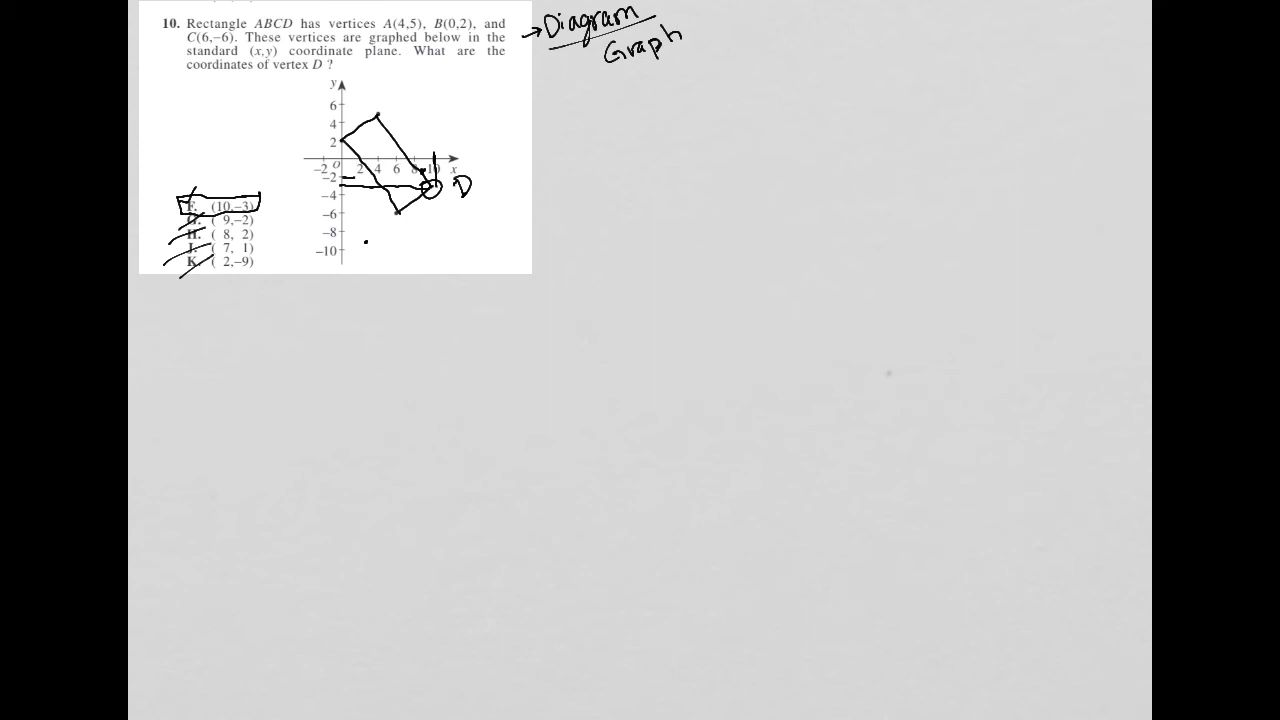 10. Rectangle ABCD has vertices A(4,5), B(0,2), and
C(6,−6). These vertices are graphed below in the
standard (x,y) coordinate plane. What are the
coordinates of vertex D ?
→ Diagram
Graph
y
6
4
2
−2 O 2 4 6 8 10 x
−2
−4
−6
−8
−10
D
F. (10,−3)
G. ( 9,−2)
H. ( 8, 2)
J. ( 7, 1)
K. ( 2,−9)